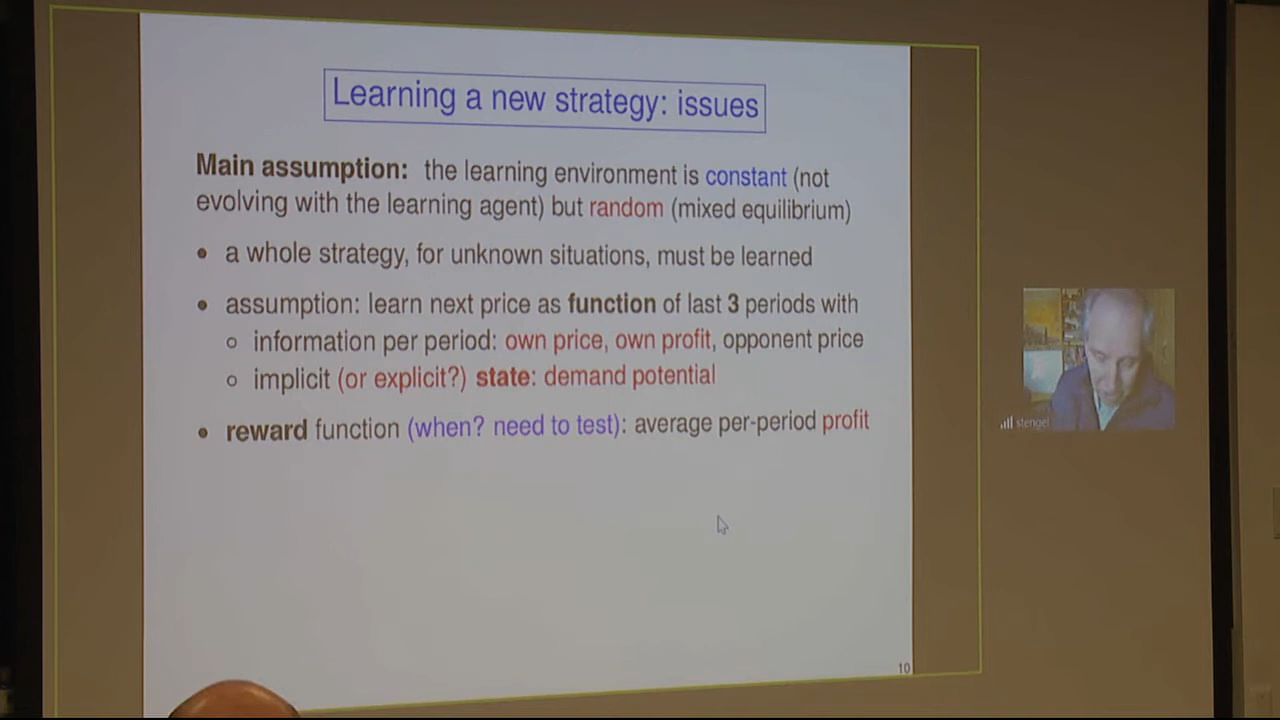 Learning a new strategy: issues
Main assumption: the learning environment is constant (not
evolving with the learning agent) but random (mixed equilibrium)
• a whole strategy, for unknown situations, must be learned
• assumption: learn next price as function of last 3 periods with
○ information per period: own price, own profit, opponent price
○ implicit (or explicit?) state: demand potential
• reward function (when? need to test): average per-period profit
stengel
10